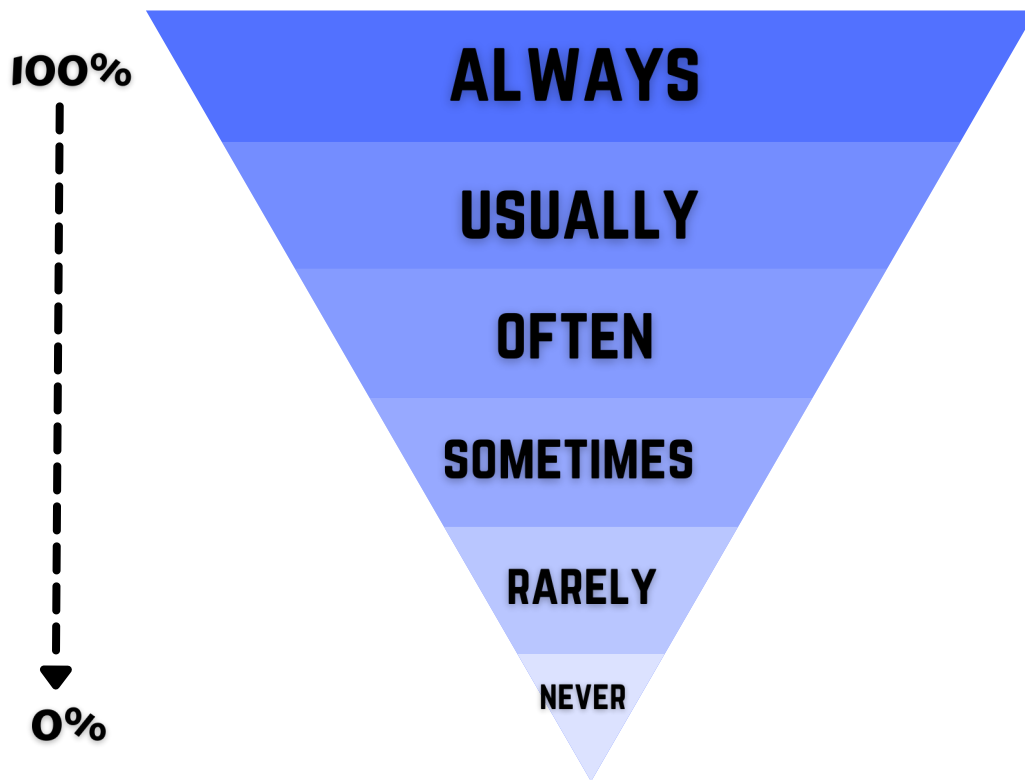 100%
ALWAYS
USUALLY
OFTEN
SOMETIMES
RARELY
NEVER
0%